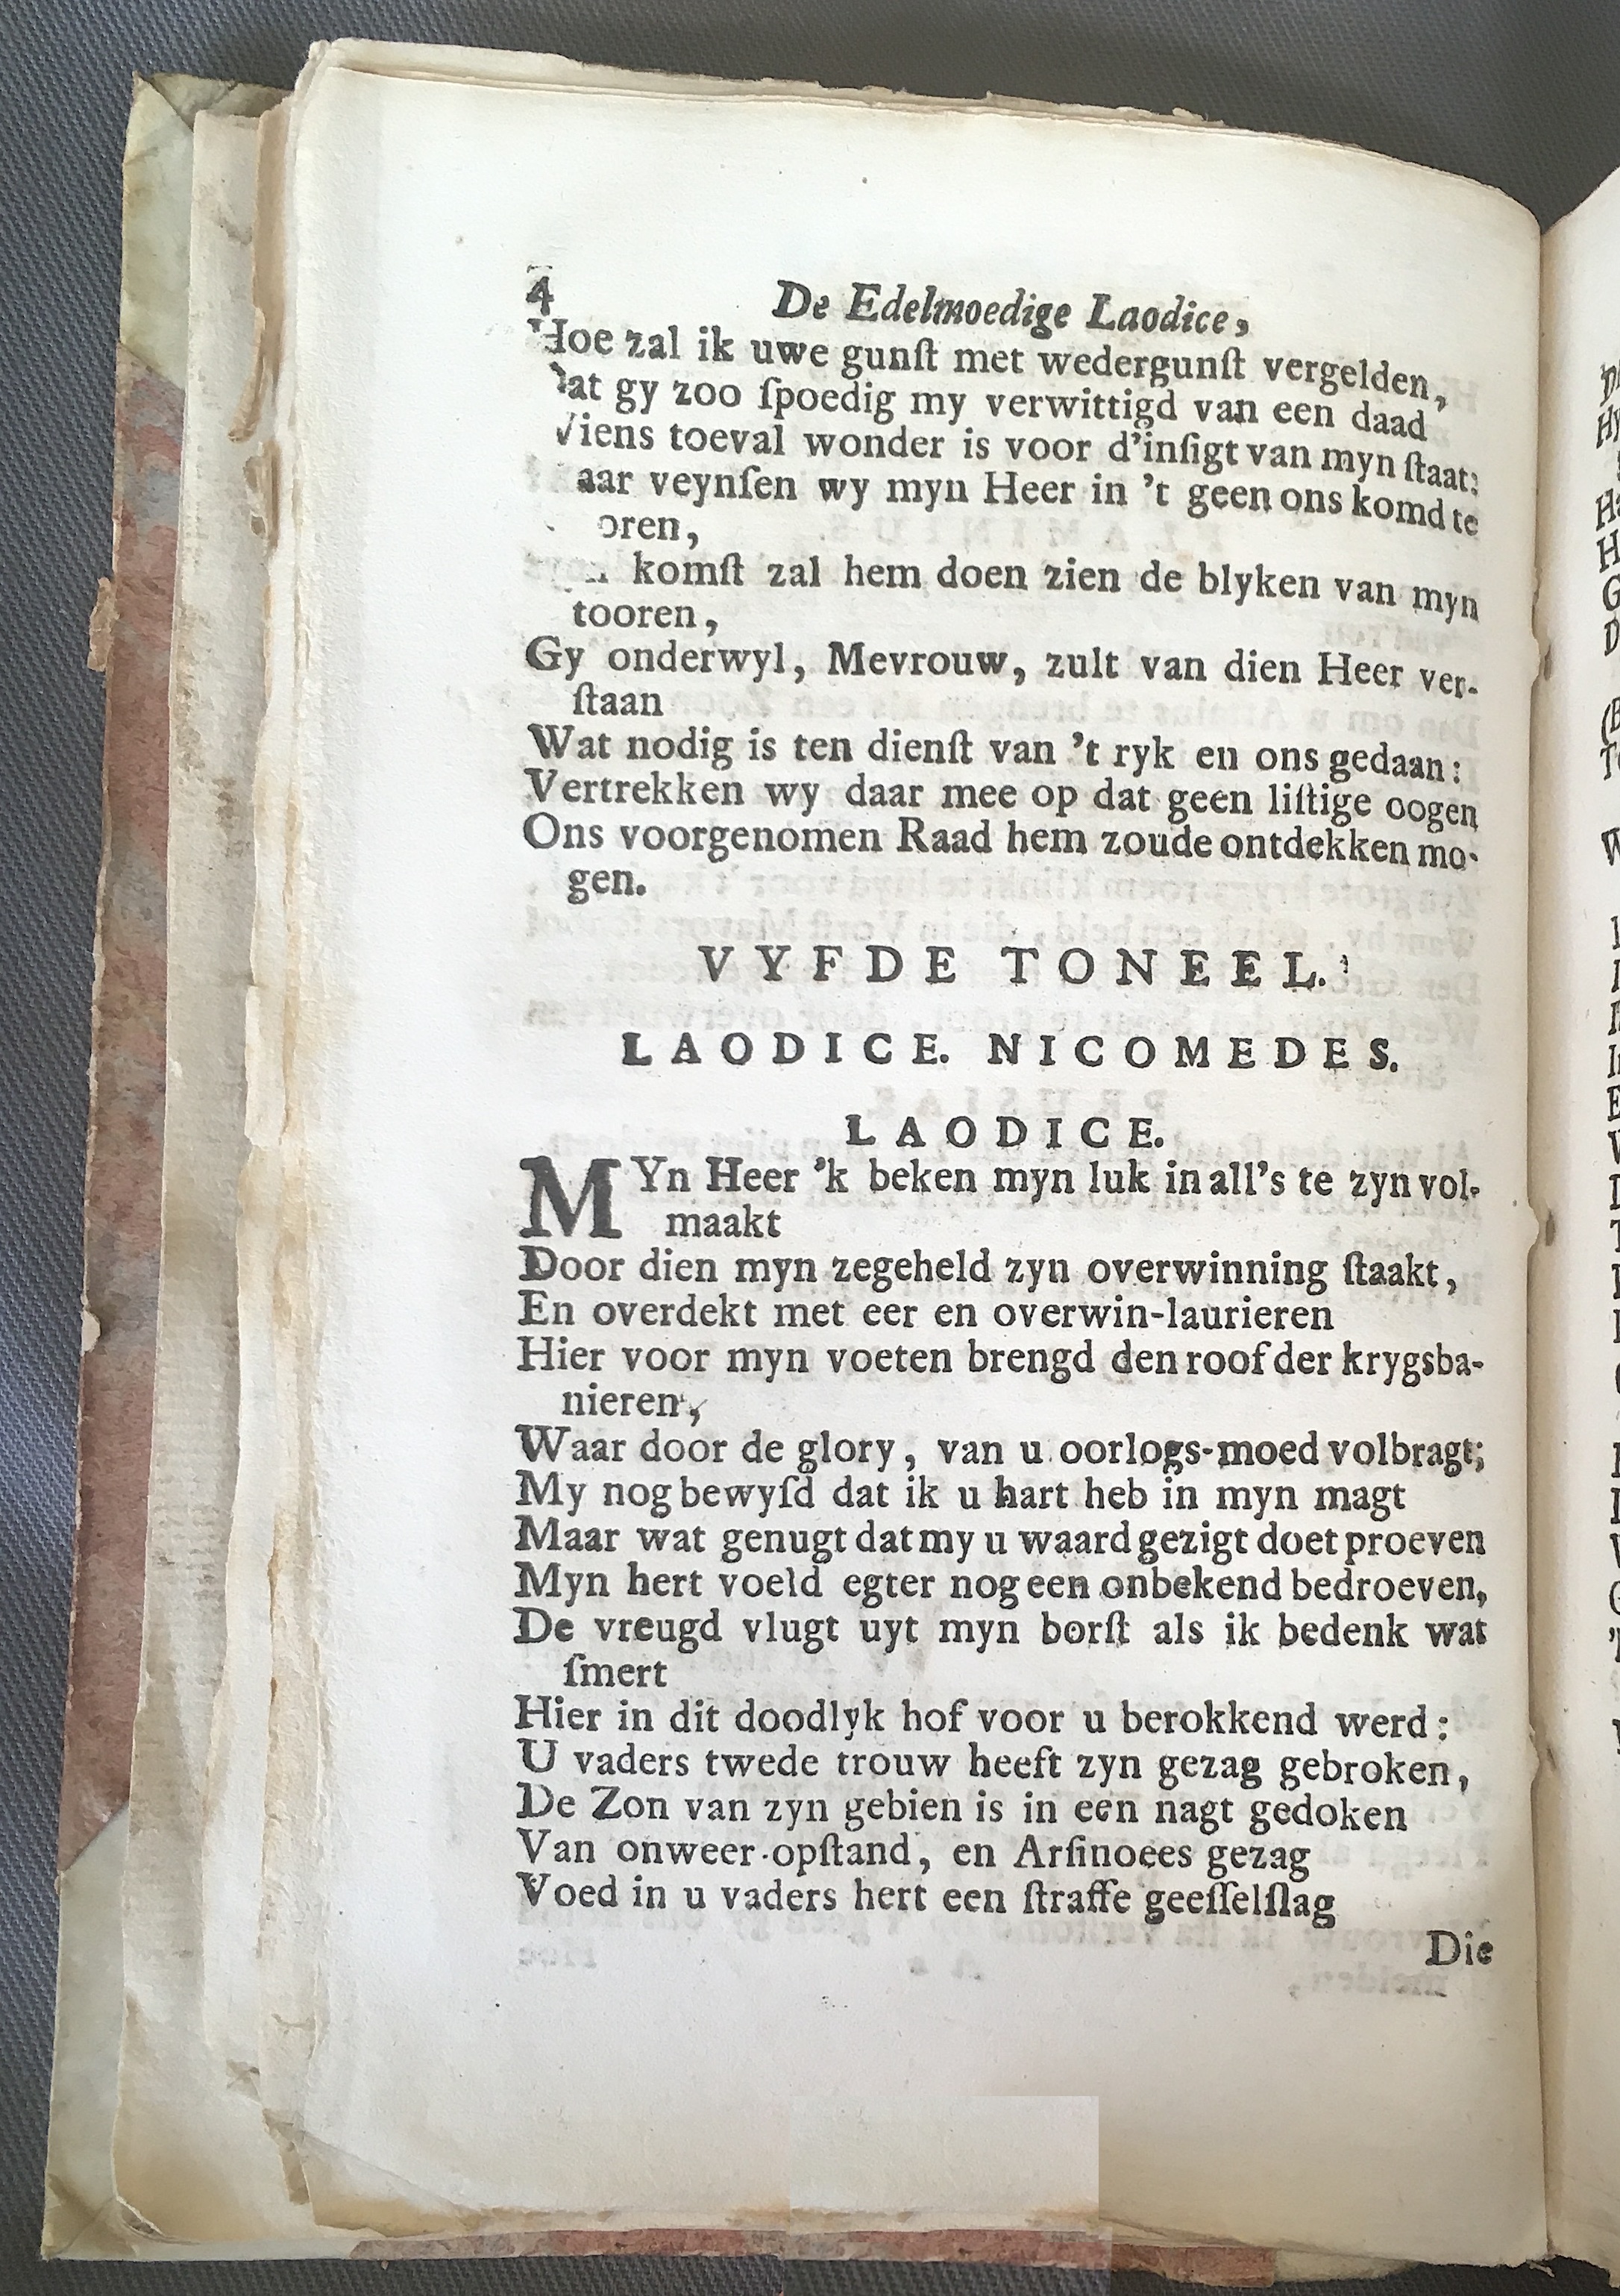 4 De Edelmoedige Laodice,
Hoe zal ik uwe gunſt met wedergunſt vergelden,
Dat gy zoo ſpoedig my verwittigd van een daad
Wiens toeval wonder is voor d'inſigt van myn ſtaat:
aar veynſen wy myn Heer in 't geen ons komd te
oren,
komſt zal hem doen zien de blyken van myn
tooren,
Gy onderwyl, Mevrouw, zult van dien Heer ver-
ſtaan
Wat nodig is ten dienſt van 't ryk en ons gedaan:
Vertrekken wy daar mee op dat geen liſtige oogen
Ons voorgenomen Raad hem zoude ontdekken mo-
gen.
VYFDE TONEEL.
LAODICE. NICOMEDES.
LAODICE.
MYn Heer 'k beken myn luk in all's te zyn vol-
maakt
Door dien myn zegeheld zyn overwinning ſtaakt,
En overdekt met eer en overwin-laurieren
Hier voor myn voeten brengd den roof der krygsba-
nieren,
Waar door de glory, van u oorlogs-moed volbragt;
My nog bewyſd dat ik u hart heb in myn magt
Maar wat genugt dat my u waard gezigt doet proeven
Myn hert voeld egter nog een onbekend bedroeven,
De vreugd vlugt uyt myn borſt als ik bedenk wat
ſmert
Hier in dit doodlyk hof voor u berokkend werd:
U vaders twede trouw heeft zyn gezag gebroken,
De Zon van zyn gebien is in een nagt gedoken
Van onweer-opſtand, en Arſinoees gezag
Voed in u vaders hert een ſtraffe geeſſelſlag
Die